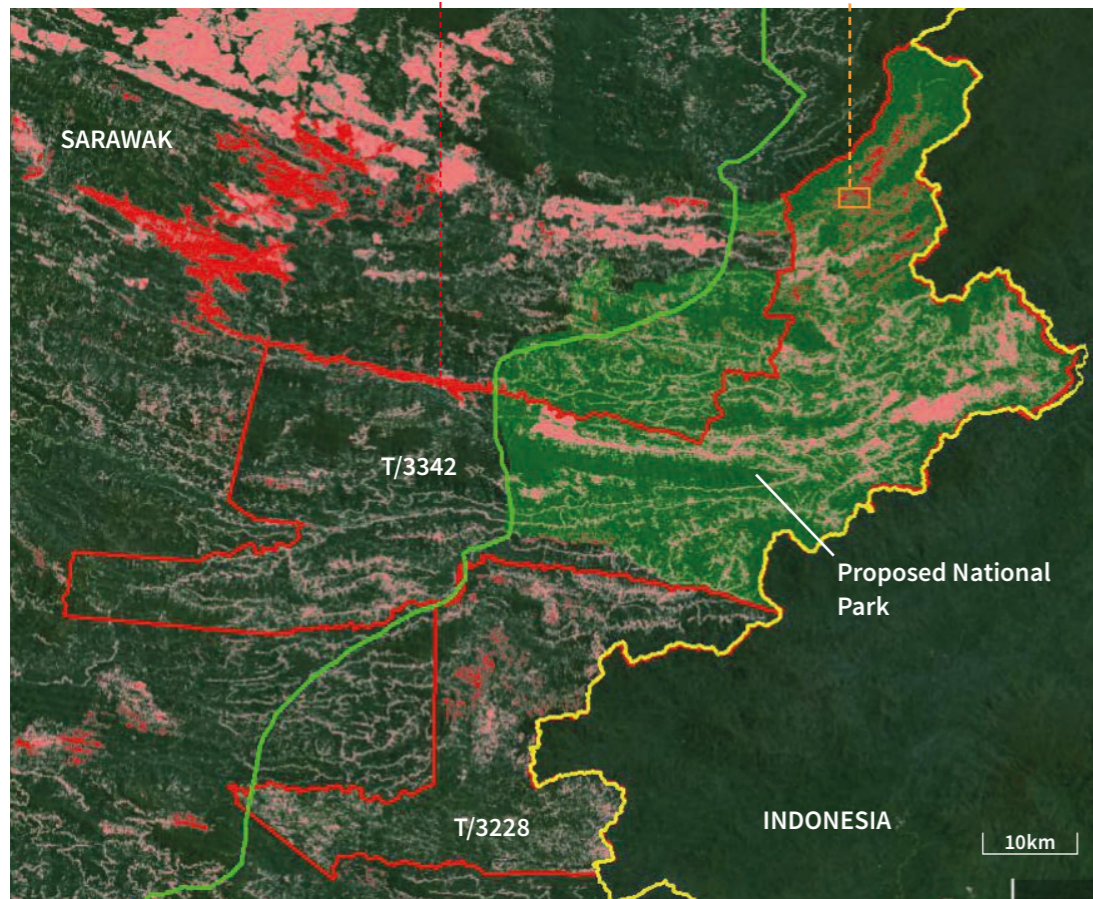 SARAWAK
T/3342
Proposed National
Park
T/3228
INDONESIA
10km